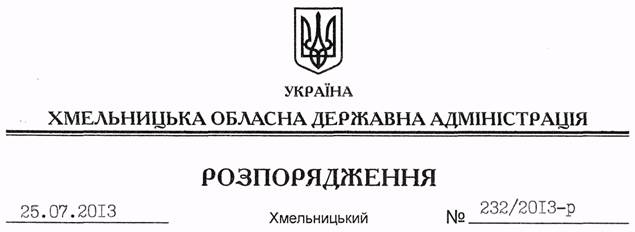 УКРАЇНА
ХМЕЛЬНИЦЬКА ОБЛАСНА ДЕРЖАВНА АДМІНІСТРАЦІЯ
РОЗПОРЯДЖЕННЯ
25.07.2013 Хмельницький № 232/2013-р